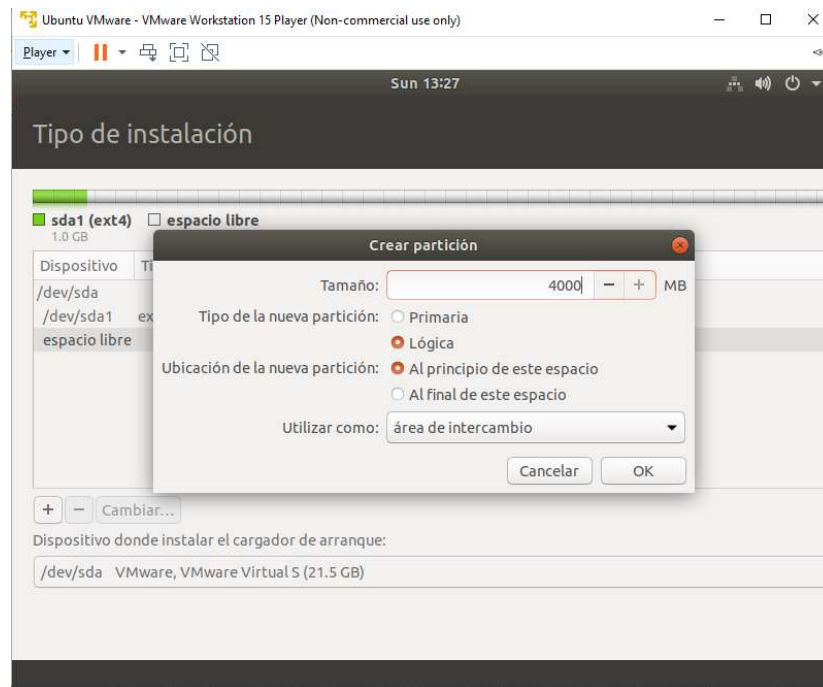 Ubuntu VMware - VMware Workstation 15 Player (Non-commercial use only)
Player
Sun 13:27
Tipo de instalación
sda1 (ext4) espacio libre
1.0 GB
Crear partición
Dispositivo
/dev/sda
/dev/sda1
espacio libre
Tamaño: 4000 - + MB
Tipo de la nueva partición: Primaria
Lógica
Ubicación de la nueva partición: Al principio de este espacio
Al final de este espacio
Utilizar como: área de intercambio
Cancelar OK
+ - Cambiar...
Dispositivo donde instalar el cargador de arranque:
/dev/sda VMware, VMware Virtual S (21.5 GB)